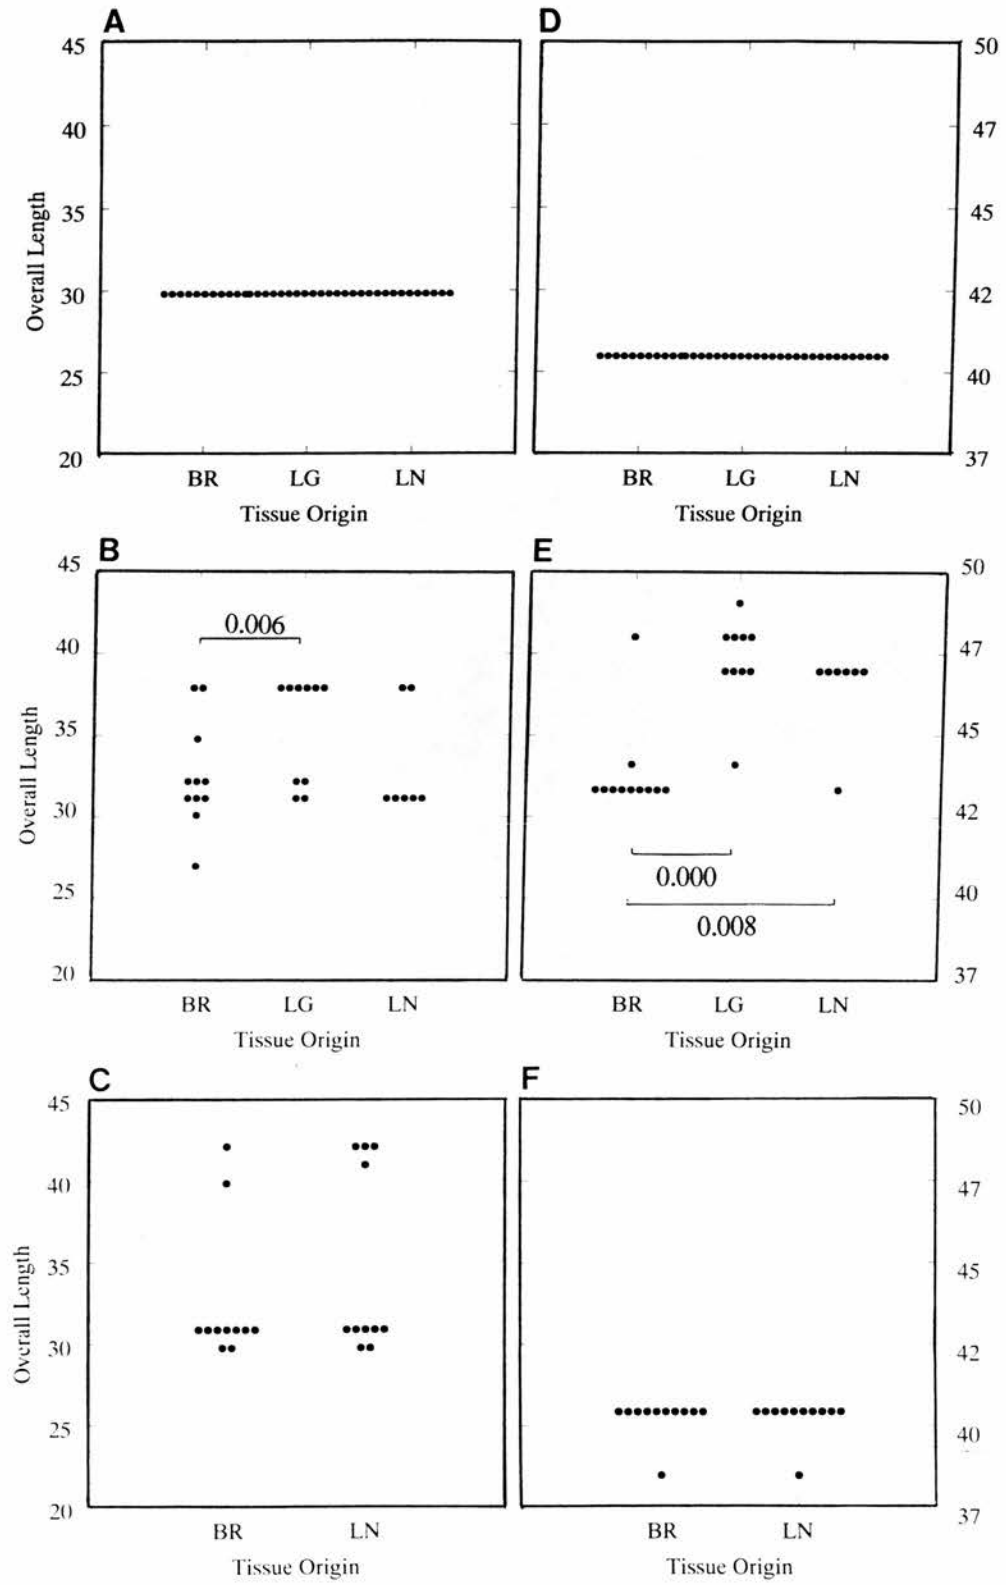 A
D
45
40
35
30
25
20
Overall Length
BR LG LN
Tissue Origin
50
47
45
42
40
37
BR LG LN
Tissue Origin
B
E
45
40
35
30
25
20
Overall Length
0.006
BR LG LN
Tissue Origin
50
47
45
42
40
37
0.000
0.008
BR LG LN
Tissue Origin
C
F
45
40
35
30
25
20
Overall Length
BR LN
Tissue Origin
50
47
45
42
40
37
BR LN
Tissue Origin